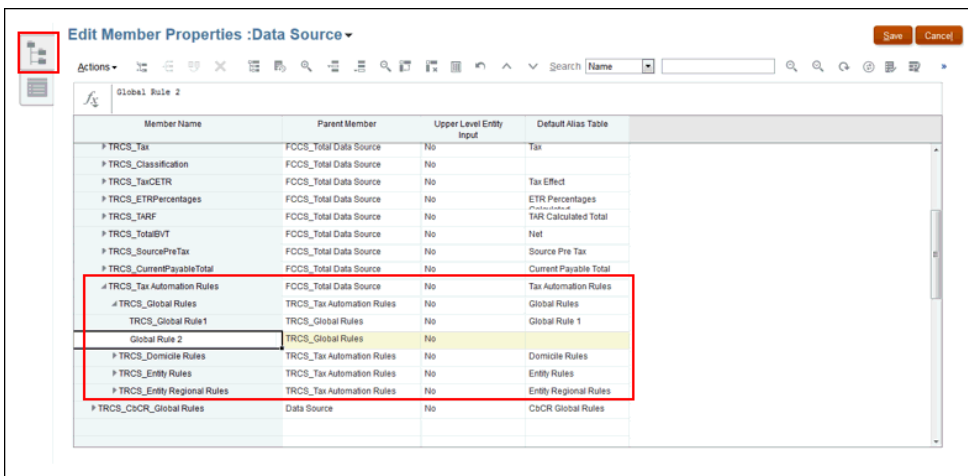 Edit Member Properties :Data Source
Save Cancel
Actions Search Name
fx Global Rule 2
Member Name Parent Member Upper Level Entity Input Default Alias Table
TRCS_Tax FCCS_Total Data Source No Tax
TRCS_Classification FCCS_Total Data Source No
TRCS_TaxCETR FCCS_Total Data Source No Tax Effect
TRCS_ETRPercentages FCCS_Total Data Source No ETR Percentages Calculated
TRCS_TARF FCCS_Total Data Source No TAR Calculated Total
TRCS_TotalBVT FCCS_Total Data Source No Net
TRCS_SourcePreTax FCCS_Total Data Source No Source Pre Tax
TRCS_CurrentPayableTotal FCCS_Total Data Source No Current Payable Total
TRCS_Tax Automation Rules FCCS_Total Data Source No Tax Automation Rules
TRCS_Global Rules TRCS_Tax Automation Rules No Global Rules
TRCS_Global Rule1 TRCS_Global Rules No Global Rule 1
Global Rule 2 TRCS_Global Rules No
TRCS_Domicile Rules TRCS_Tax Automation Rules No Domicile Rules
TRCS_Entity Rules TRCS_Tax Automation Rules No Entity Rules
TRCS_Entity Regional Rules TRCS_Tax Automation Rules No Entity Regional Rules
TRCS_CbCR_Global Rules Data Source No CbCR Global Rules